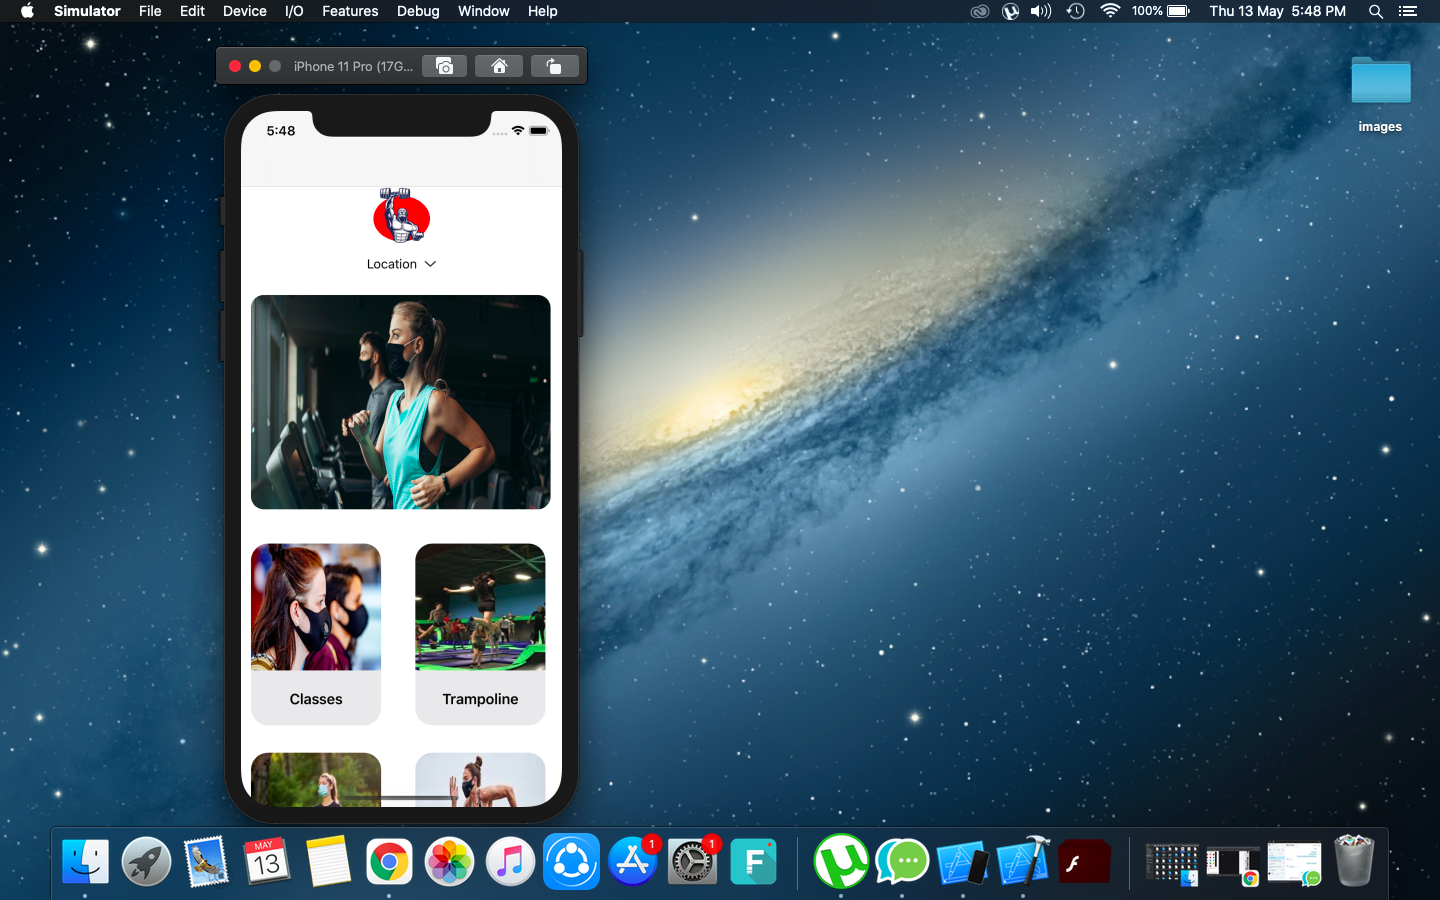 Simulator File Edit Device I/O Features Debug Window Help
100% Thu 13 May 5:48 PM
iPhone 11 Pro (17G...
images
5:48
Location
Classes
Trampoline
MAY
13
1
1
F